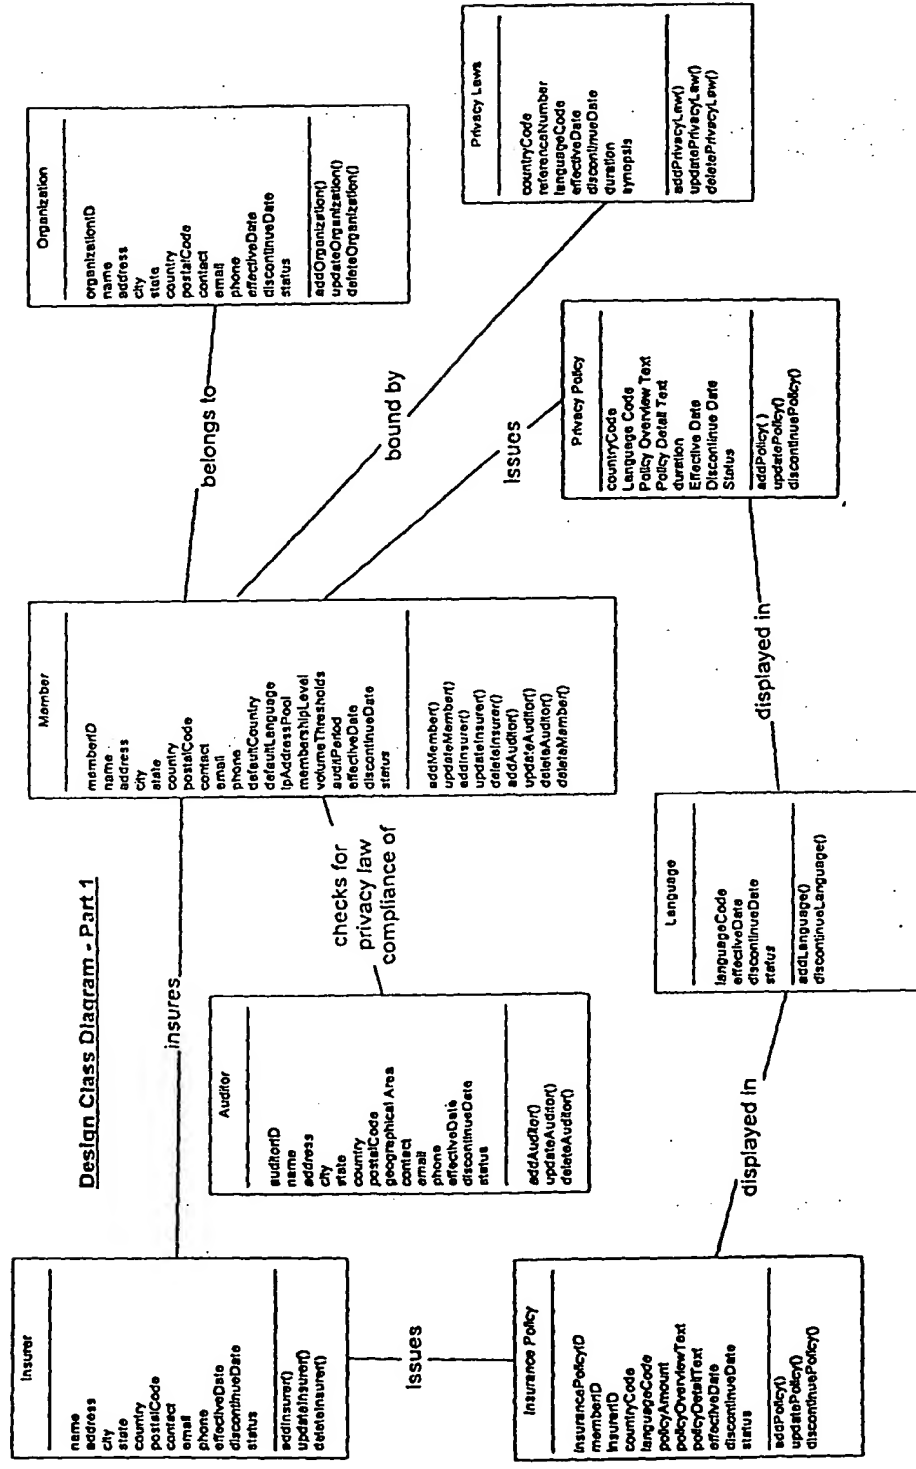 Design Class Diagram - Part 1
Insurer
name
address
city
state
country
postalCode
contact
email
phone
effectiveDate
discontinueDate
status
addInsurer()
updateInsurer()
deleteInsurer()
insures
Member
memberID
name
address
city
state
country
postalCode
contact
email
phone
defaultCountry
defaultLanguage
IpAddressPool
membershipLevel
volumeThresholds
auditPeriod
effectiveDate
discontinueDate
status
addMember()
updateMember()
addInsurer()
updateInsurer()
deleteInsurer()
addAuditor()
updateAuditor()
deleteAuditor()
deleteMember()
belongs to
Organization
organizationID
name
address
city
state
country
postalCode
contact
email
phone
effectiveDate
discontinueDate
status
addOrganization()
updateOrganization()
deleteOrganization()
Auditor
auditorID
name
address
city
state
country
postalCode
geographical Area
contact
email
phone
effectiveDate
discontinueDate
status
addAuditor()
updateAuditor()
deleteAuditor()
checks for
privacy law
compliance of
bound by
Issues
Privacy Laws
countryCode
referenceNumber
languageCode
effectiveDate
discontinueDate
duration
synopsis
addPrivacyLaw()
updatePrivacyLaw()
deletePrivacyLaw()
Issues
Insurance Policy
InsurancePolicyID
memberID
InsurerID
countryCode
languageCode
policyAmount
policyOverviewText
policyDetailText
effectiveDate
discontinueDate
status
addPolicy()
updatePolicy()
discontinuePolicy()
displayed in
Language
languageCode
effectiveDate
discontinueDate
status
addLanguage()
discontinueLanguage()
displayed in
Privacy Policy
countryCode
Language Code
Policy Overview Text
Policy Detail Text
duration
Effective Date
Discontinue Date
Status
addPolicy( )
updatePolicy()
discontinuePolicy()